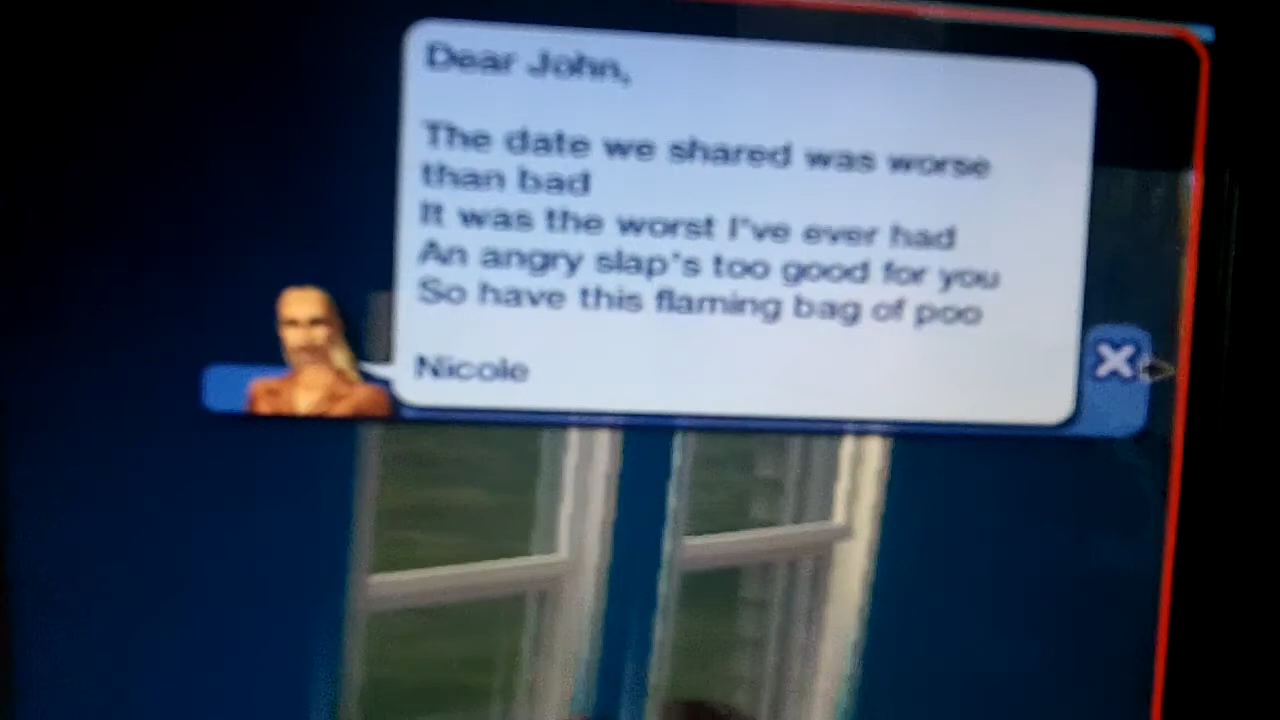 Dear John,
The date we shared was worse
than bad
It was the worst I've ever had
An angry slap's too good for you
So have this flaming bag of poo
Nicole